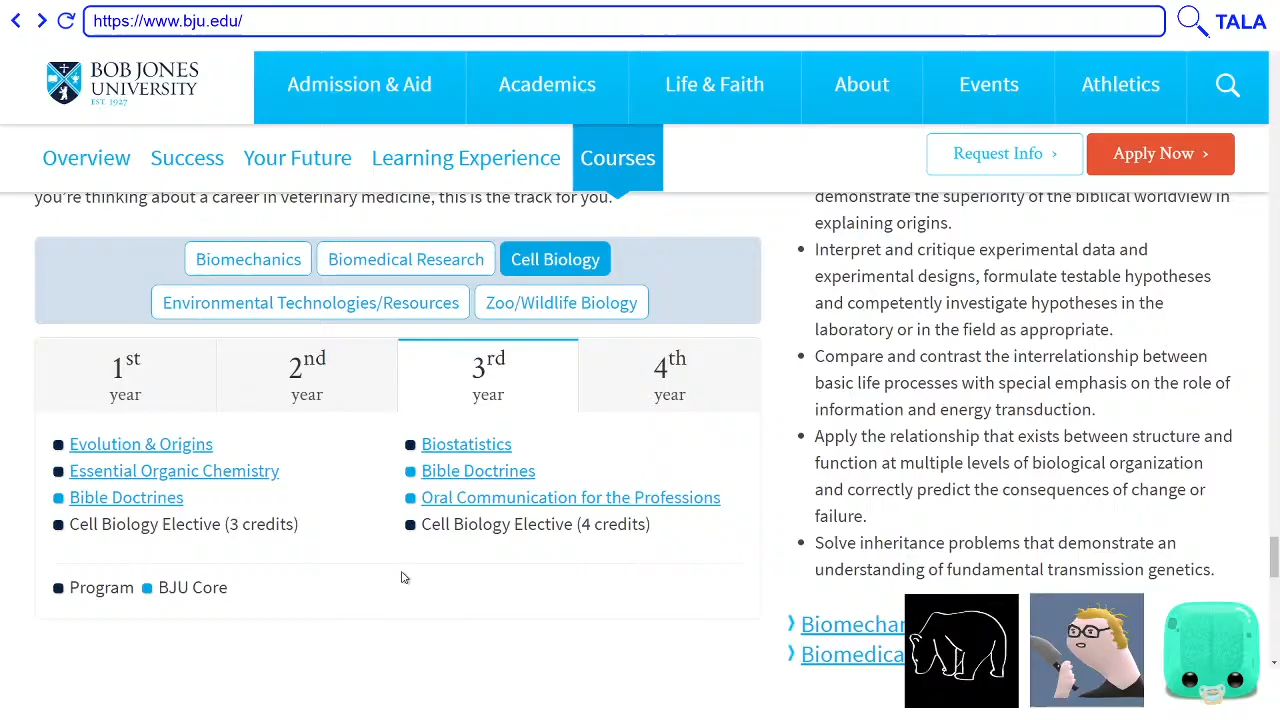 https://www.bju.edu/
TALA
BOB JONES
UNIVERSITY
EST. 1927
Admission & Aid
Academics
Life & Faith
About
Events
Athletics
Overview
Success
Your Future
Learning Experience
Courses
Request Info ›
Apply Now ›
you're thinking about a career in veterinary medicine, this is the track for you.
Biomechanics
Biomedical Research
Cell Biology
Environmental Technologies/Resources
Zoo/Wildlife Biology
1st
year
2nd
year
3rd
year
4th
year
Evolution & Origins
Essential Organic Chemistry
Bible Doctrines
Cell Biology Elective (3 credits)
Biostatistics
Bible Doctrines
Oral Communication for the Professions
Cell Biology Elective (4 credits)
Program
BJU Core
demonstrate the superiority of the biblical worldview in
explaining origins.
Interpret and critique experimental data and
experimental designs, formulate testable hypotheses
and competently investigate hypotheses in the
laboratory or in the field as appropriate.
Compare and contrast the interrelationship between
basic life processes with special emphasis on the role of
information and energy transduction.
Apply the relationship that exists between structure and
function at multiple levels of biological organization
and correctly predict the consequences of change or
failure.
Solve inheritance problems that demonstrate an
understanding of fundamental transmission genetics.
Biomechan
Biomedica